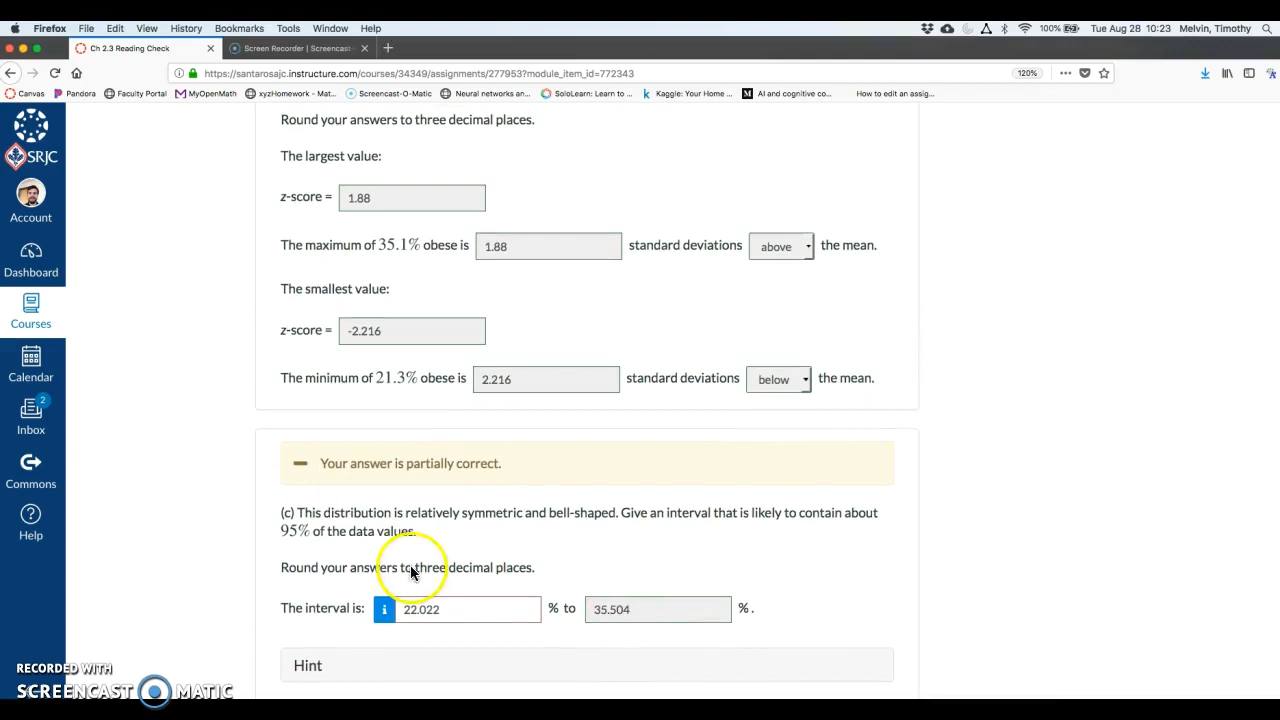 Firefox File Edit View History Bookmarks Tools Window Help 100% Tue Aug 28 10:23 Melvin, Timothy
Ch 2.3 Reading Check Screen Recorder | Screencast-
https://santarosajc.instructure.com/courses/34349/assignments/277953?module_item_id=772343 120%
Canvas Pandora Faculty Portal MyOpenMath xyzHomework - Mat... Screencast-O-Matic Neural networks an... SoloLearn: Learn to ... Kaggle: Your Home ... AI and cognitive co... How to edit an assig...
SRJC
Account
Dashboard
Courses
Calendar
2
Inbox
Commons
Help
Round your answers to three decimal places.
The largest value:
z-score = 1.88
The maximum of 35.1% obese is 1.88 standard deviations above the mean.
The smallest value:
z-score = -2.216
The minimum of 21.3% obese is 2.216 standard deviations below the mean.
Your answer is partially correct.
(c) This distribution is relatively symmetric and bell-shaped. Give an interval that is likely to contain about
95% of the data values.
Round your answers to three decimal places.
The interval is: i 22.022 % to 35.504 %.
Hint
RECORDED WITH
SCREENCAST MATIC